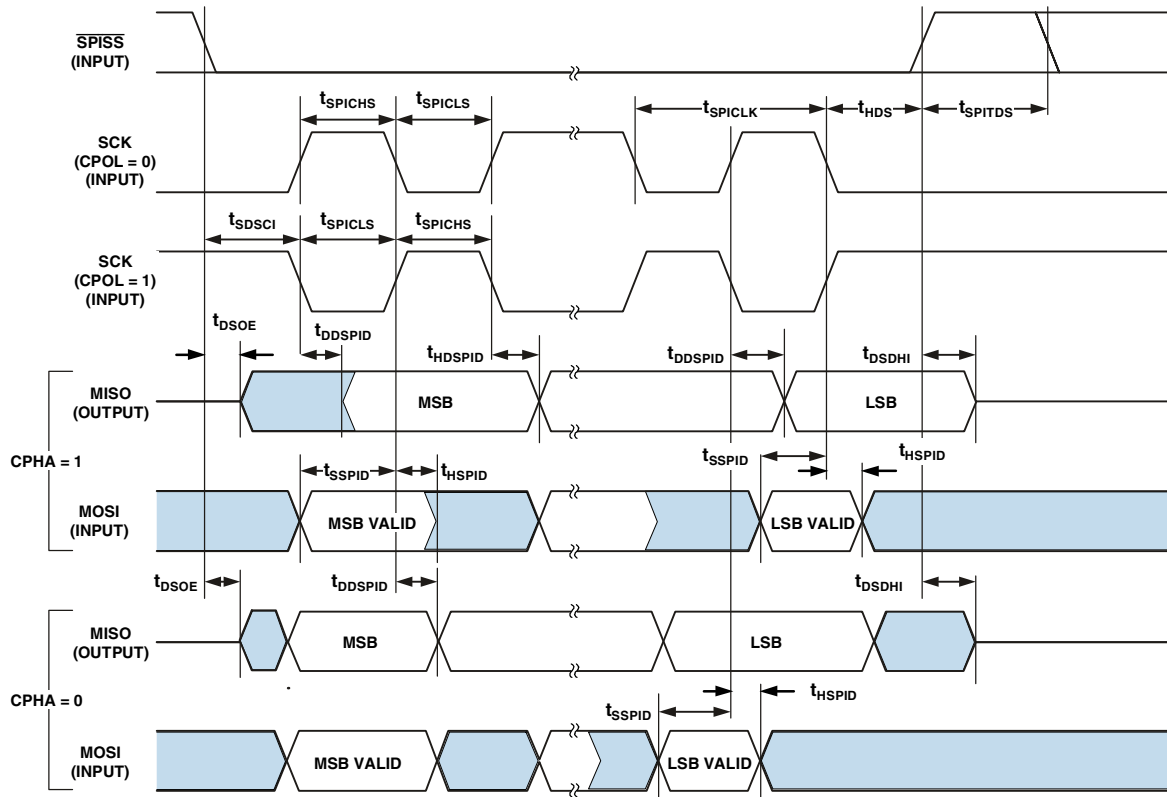 SPISS
(INPUT)
tSPICHS tSPICLS tSPICLK tHDS tSPITDS
SCK
(CPOL = 0)
(INPUT)
tSDSCI tSPICLS tSPICHS
SCK
(CPOL = 1)
(INPUT)
tDSOE tDDSPID tHDSPID tDDSPID tDSDHI
MISO
(OUTPUT)
MSB LSB
CPHA = 1
tSSPID tHSPID tSSPID tHSPID
MOSI
(INPUT)
MSB VALID LSB VALID
tDSOE tDDSPID tDSDHI
MISO
(OUTPUT)
MSB LSB
CPHA = 0
tSSPID tHSPID
MOSI
(INPUT)
MSB VALID LSB VALID